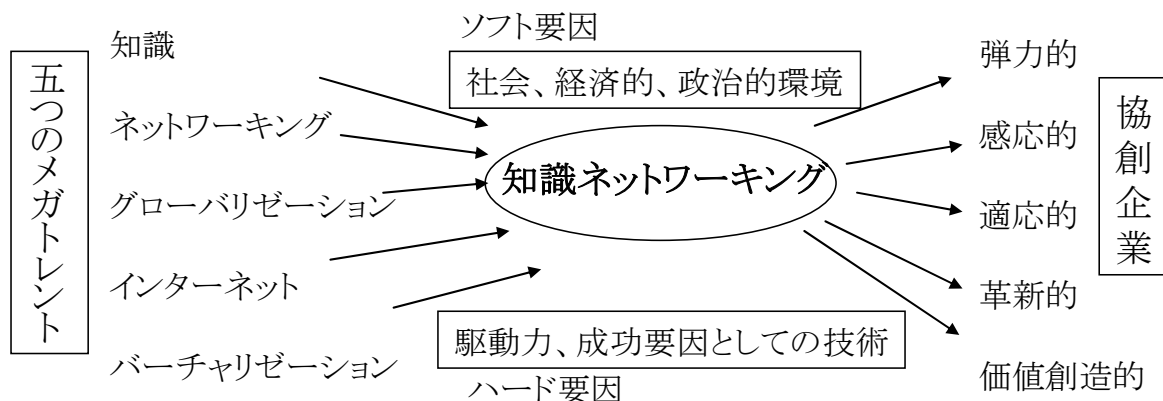 五つのメガトレント
知識
ネットワーキング
グローバリゼーション
インターネット
バーチャリゼーション
ソフト要因
社会、経済的、政治的環境
知識ネットワーキング
駆動力、成功要因としての技術
ハード要因
弾力的
感応的
適応的
革新的
価値創造的
協創企業